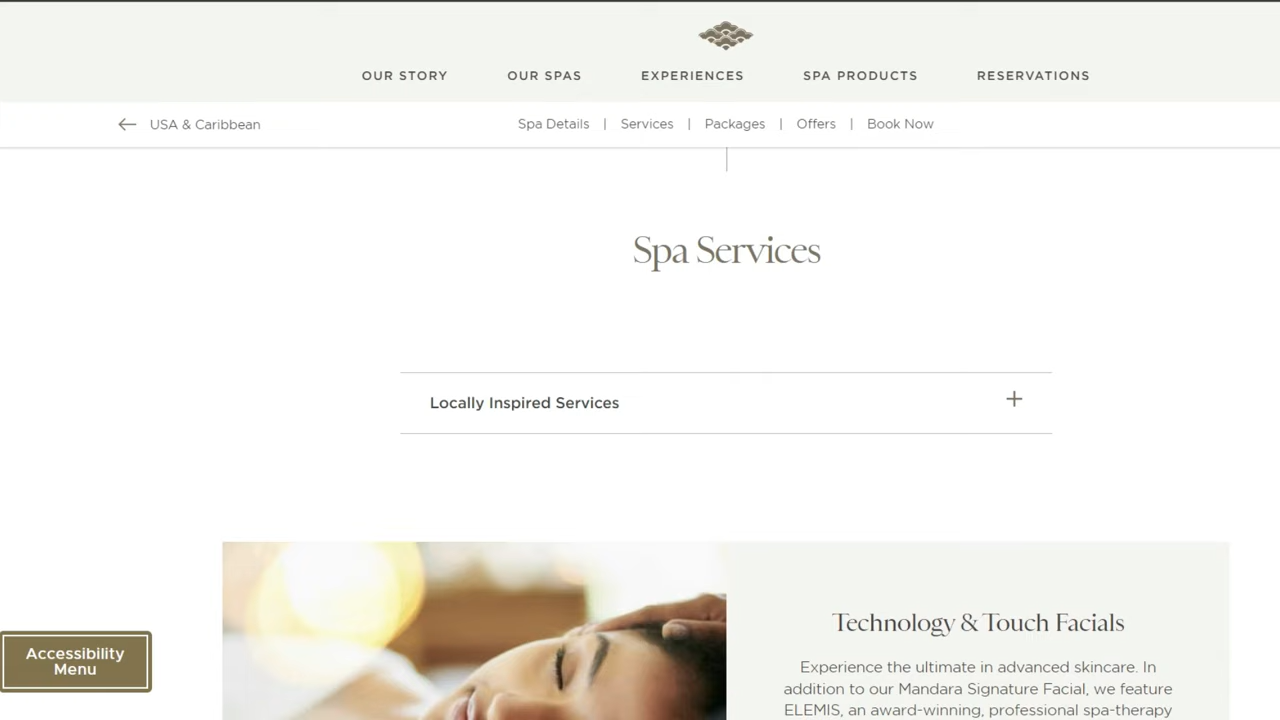 OUR STORY OUR SPAS EXPERIENCES SPA PRODUCTS RESERVATIONS
USA & Caribbean Spa Details | Services | Packages | Offers | Book Now
Spa Services
Locally Inspired Services
Technology & Touch Facials
Experience the ultimate in advanced skincare. In
addition to our Mandara Signature Facial, we feature
ELEMIS, an award-winning, professional spa-therapy
Accessibility
Menu